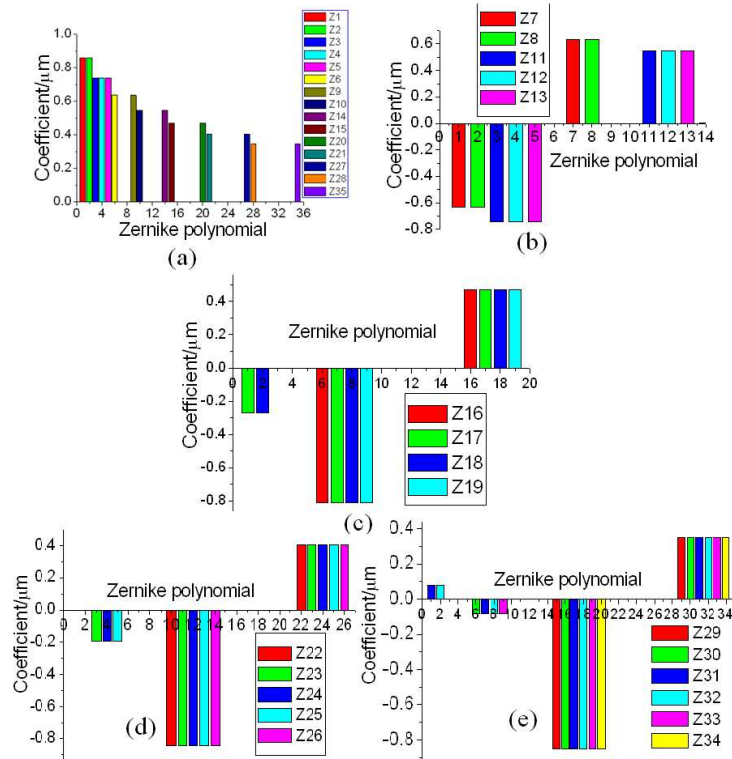 Coefficient/μm
1.0
0.8
0.6
0.4
0.2
0.0
0 4 8 12 16 20 24 28 32 36
Zernike polynomial
Z1
Z2
Z3
Z4
Z5
Z6
Z9
Z10
Z14
Z15
Z20
Z21
Z27
Z28
Z35
(a)
Coefficient/μm
0.6
0.4
0.2
0.0
-0.2
-0.4
-0.6
-0.8
Z7
Z8
Z11
Z12
Z13
0 1 2 3 4 5 6 7 8 9 10 11 12 13 14
Zernike polynomial
(b)
Coefficient/μm
0.4
0.2
0.0
-0.2
-0.4
-0.6
-0.8
Zernike polynomial
0 2 4 6 8 10 12 14 16 18 20
Z16
Z17
Z18
Z19
(c)
Coefficient/μm
0.4
0.2
0.0
-0.2
-0.4
-0.6
-0.8
Zernike polynomial
0 2 4 6 8 10 12 14 16 18 20 22 24 26
Z22
Z23
Z24
Z25
Z26
(d)
Coefficient/μm
0.4
0.2
0.0
-0.2
-0.4
-0.6
-0.8
Zernike polynomial
0 2 4 6 8 10 12 14 16 18 20 22 24 26 28 30 32 34
Z29
Z30
Z31
Z32
Z33
Z34
(e)